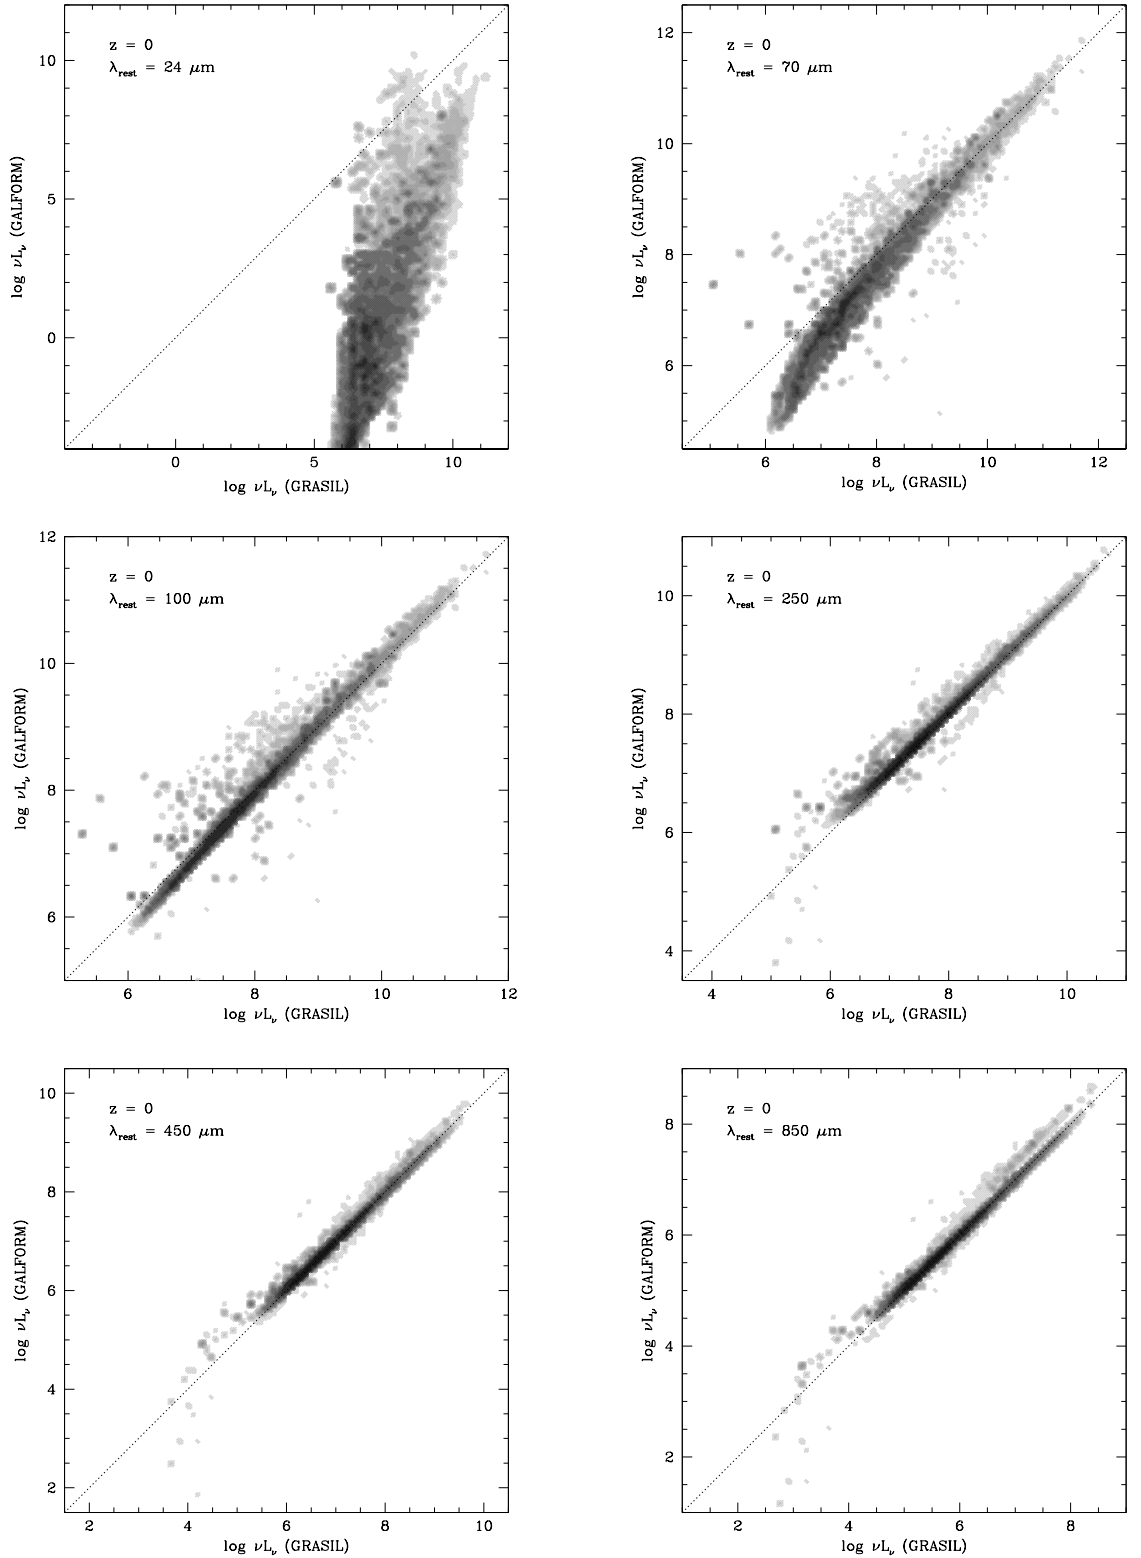 z = 0
λrest = 24 μm
10
5
0
log νLν (GALFORM)
0 5 10
log νLν (GRASIL)
z = 0
λrest = 70 μm
12
10
8
6
log νLν (GALFORM)
6 8 10 12
log νLν (GRASIL)
z = 0
λrest = 100 μm
12
10
8
6
log νLν (GALFORM)
6 8 10 12
log νLν (GRASIL)
z = 0
λrest = 250 μm
10
8
6
4
log νLν (GALFORM)
4 6 8 10
log νLν (GRASIL)
z = 0
λrest = 450 μm
10
8
6
4
2
log νLν (GALFORM)
2 4 6 8 10
log νLν (GRASIL)
z = 0
λrest = 850 μm
8
6
4
2
log νLν (GALFORM)
2 4 6 8
log νLν (GRASIL)